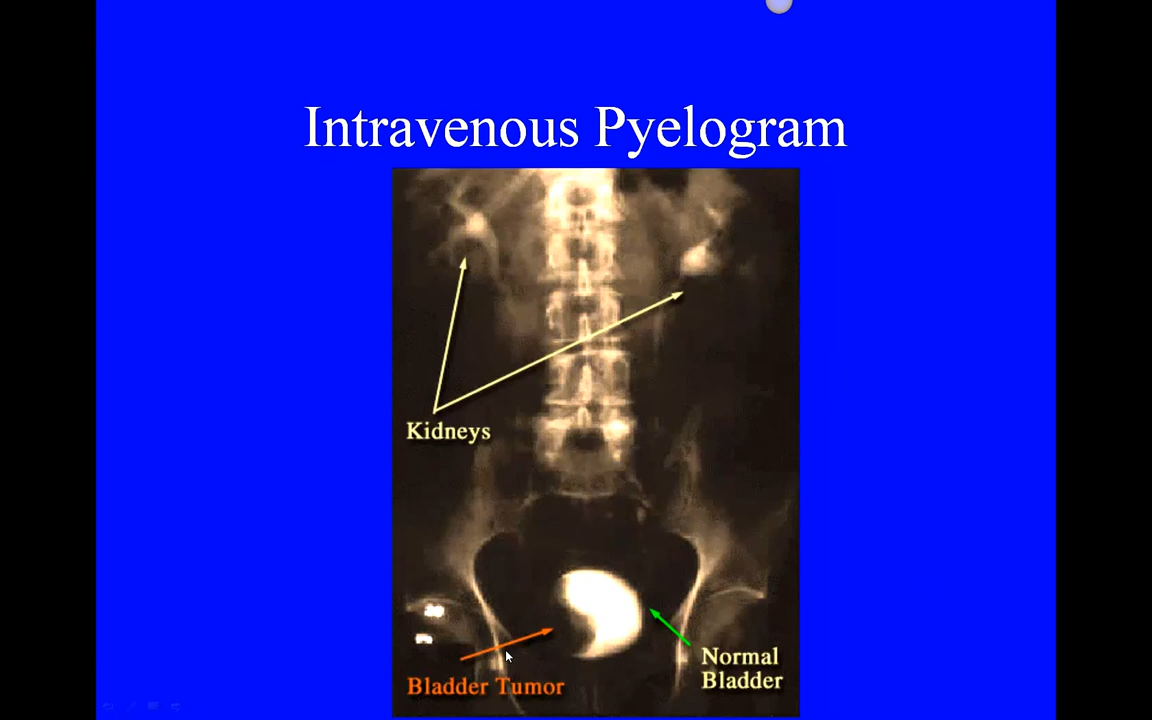 Intravenous Pyelogram
Kidneys
Normal
Bladder
Bladder Tumor